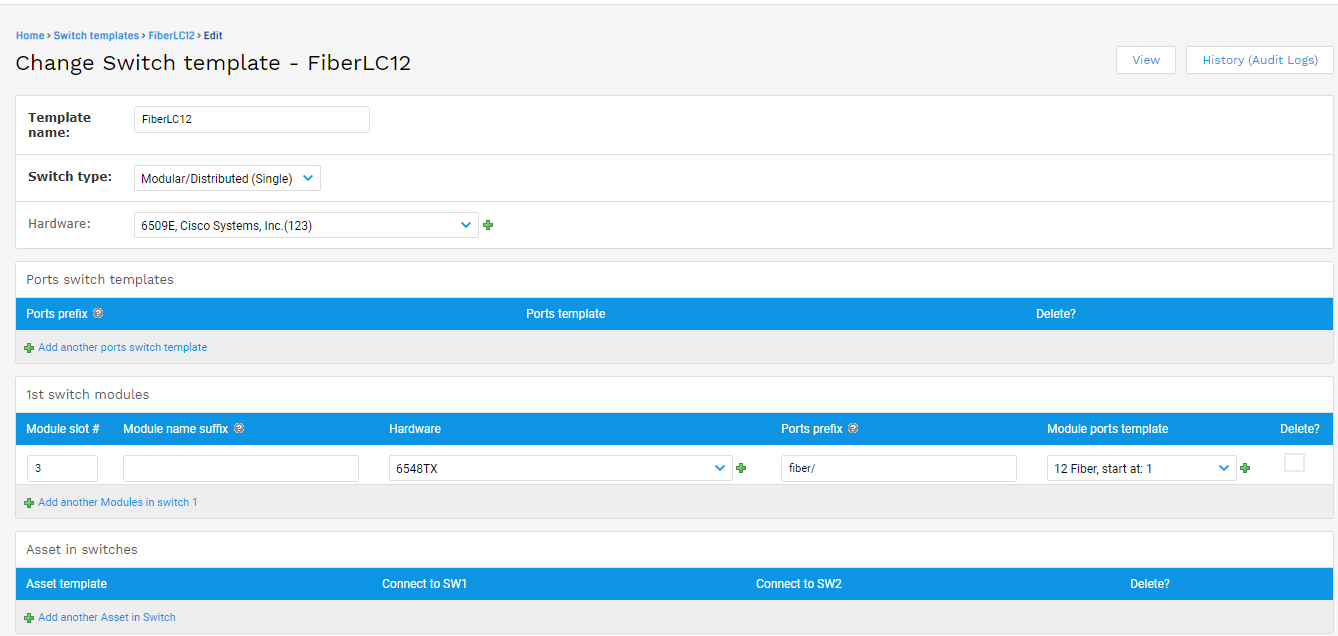 Home › Switch templates › FiberLC12 › Edit
Change Switch template - FiberLC12
View
History (Audit Logs)
Template
name:
FiberLC12
Switch type:
Modular/Distributed (Single)
Hardware:
6509E, Cisco Systems, Inc.(123)
Ports switch templates
Ports prefix ?
Ports template
Delete?
Add another ports switch template
1st switch modules
Module slot #
Module name suffix ?
Hardware
Ports prefix ?
Module ports template
Delete?
3
6548TX
fiber/
12 Fiber, start at: 1
Add another Modules in switch 1
Asset in switches
Asset template
Connect to SW1
Connect to SW2
Delete?
Add another Asset in Switch